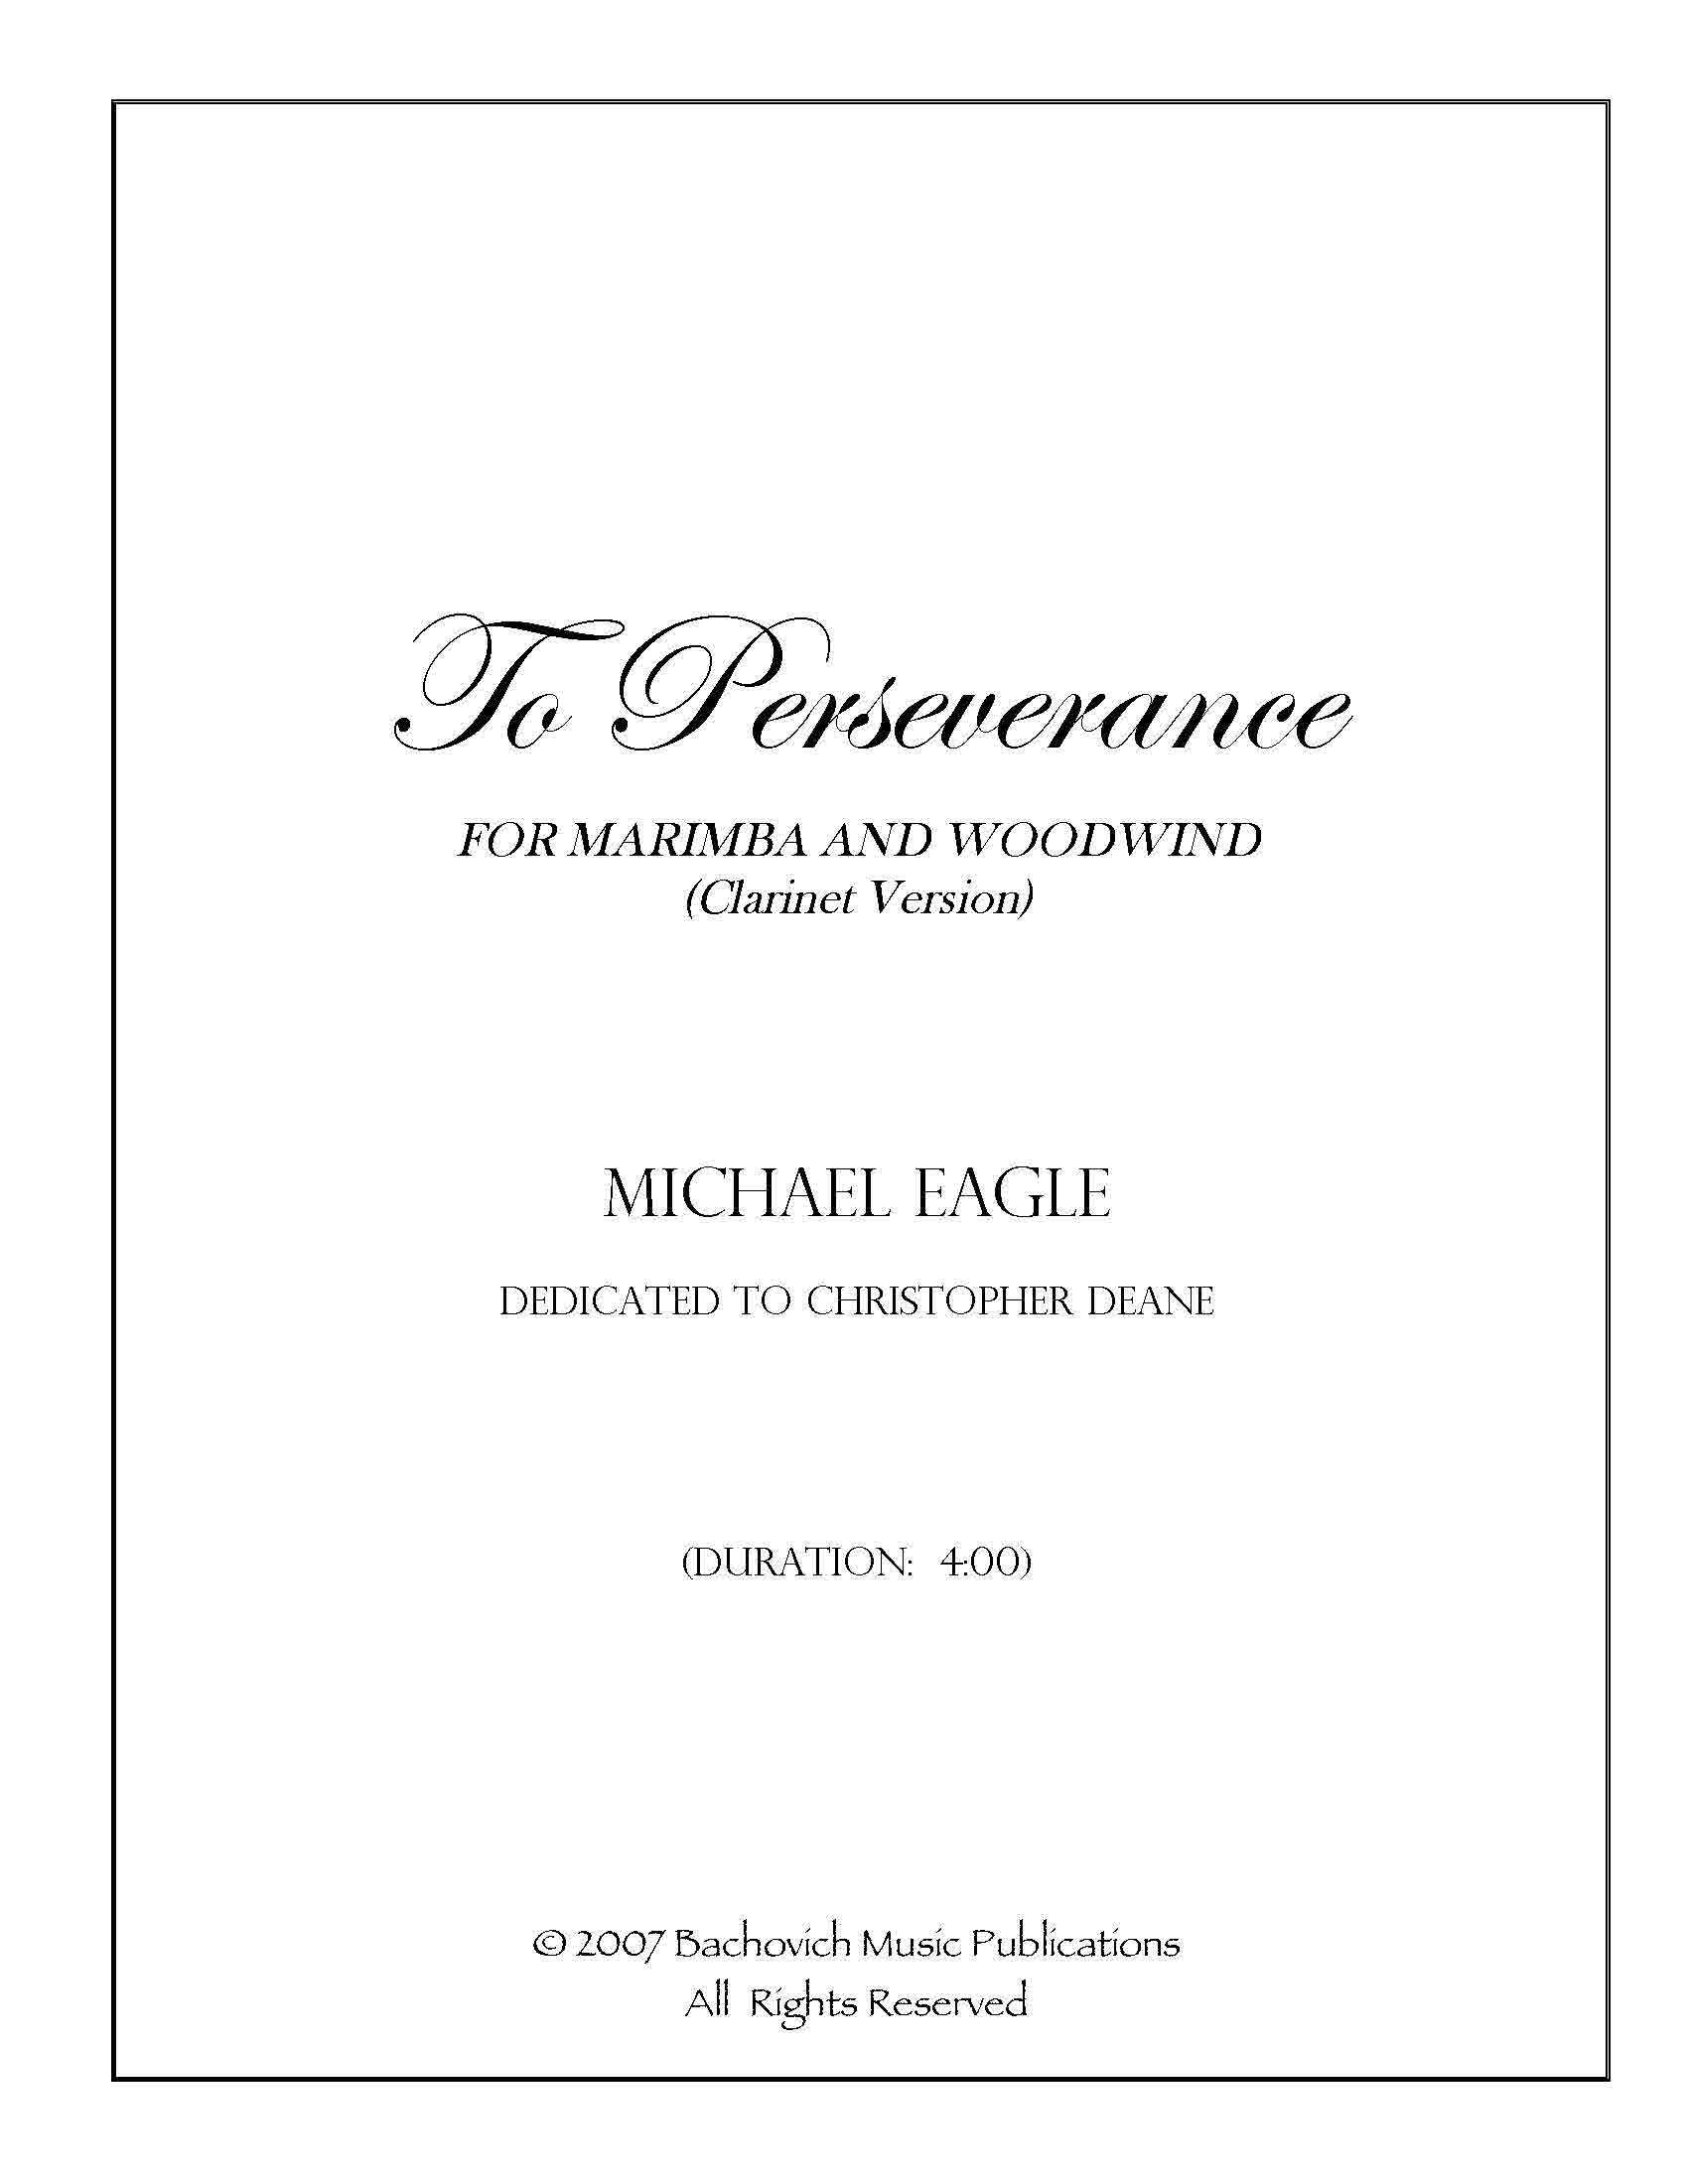 To Perseverance
FOR MARIMBA AND WOODWIND
(Clarinet Version)
MICHAEL EAGLE
DEDICATED TO CHRISTOPHER DEANE
(DURATION: 4:00)
© 2007 Bachovich Music Publications
All Rights Reserved